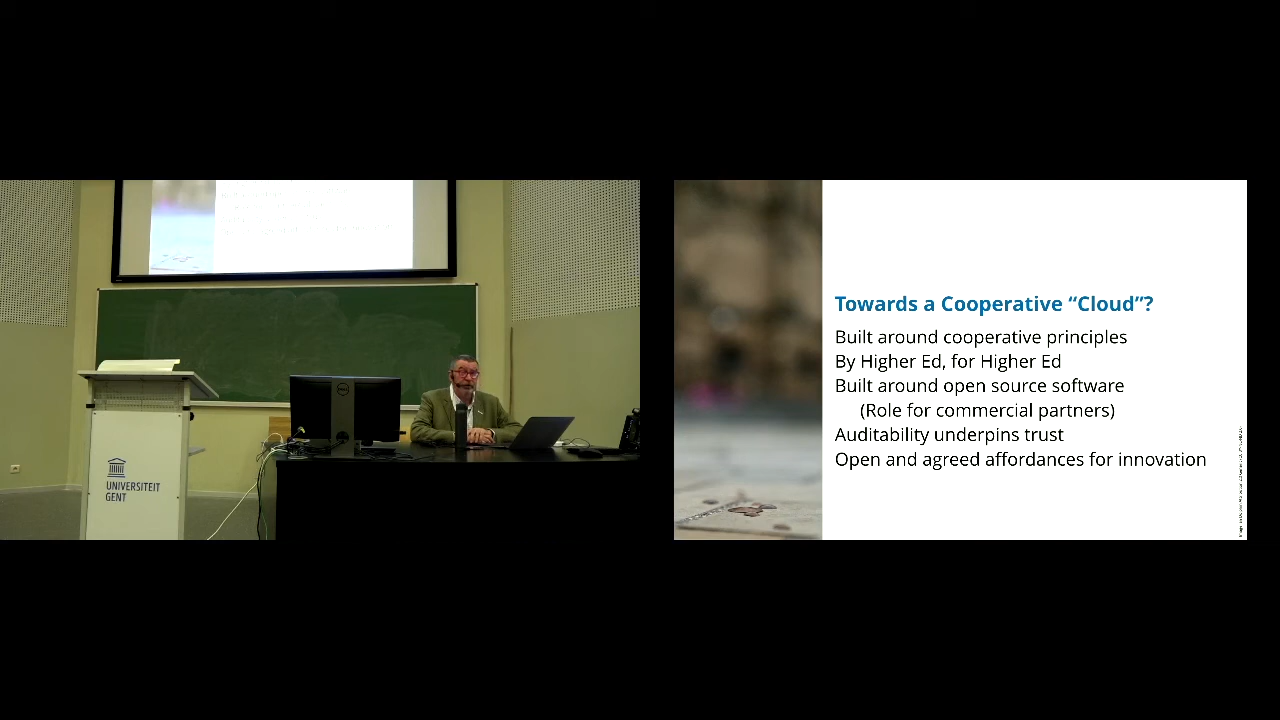 UNIVERSITEIT
GENT
DELL
Towards a Cooperative “Cloud”?
Built around cooperative principles
By Higher Ed, for Higher Ed
Built around open source software
(Role for commercial partners)
Auditability underpins trust
Open and agreed affordances for innovation